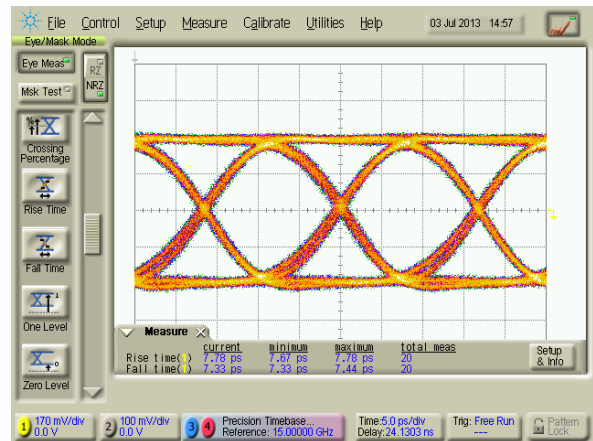 File Control Setup Measure Calibrate Utilities Help 03 Jul 2013 14:57
Eye/Mask Mode
Eye Meas
RZ
NRZ
Msk Test
Crossing
Percentage
Rise Time
Fall Time
One Level
Zero Level
Measure
current minimum maximum total meas
Rise time(1) 7.78 ps 7.67 ps 7.78 ps 20
Fall time(1) 7.33 ps 7.33 ps 7.44 ps 20
Setup
& Info
1 170 mV/div
0.0 V
2 100 mV/div
0.0 V
3 4 Precision Timebase...
Reference: 15.00000 GHz
Time:5.0 ps/div
Delay:24.1303 ns
Trig: Free Run
---
Pattern
Lock